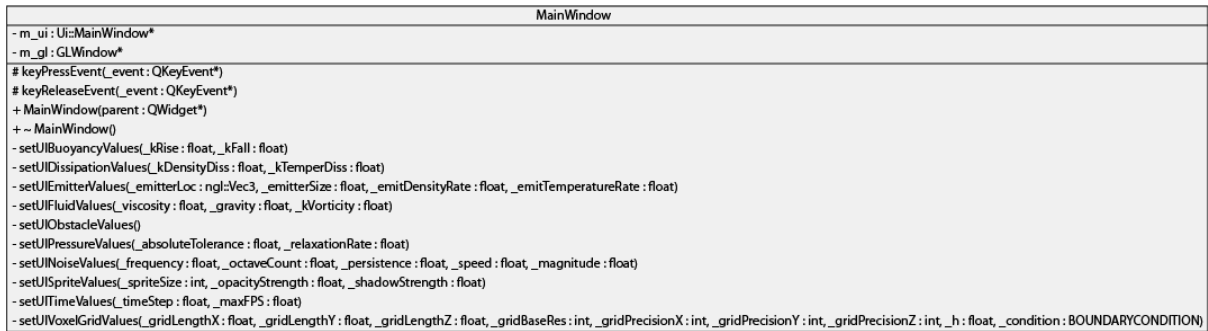 MainWindow
- m_ui : Ui::MainWindow*
- m_gl : GLWindow*
# keyPressEvent(_event : QKeyEvent*)
# keyReleaseEvent(_event : QKeyEvent*)
+ MainWindow(parent : QWidget*)
+ ~ MainWindow()
- setUIBuoyancyValues(_kRise : float, _kFall : float)
- setUIDissipationValues(_kDensityDiss : float, _kTemperDiss : float)
- setUIEmitterValues(_emitterLoc : ngl::Vec3, _emitterSize : float, _emitDensityRate : float, _emitTemperatureRate : float)
- setUIFluidValues(_viscosity : float, _gravity : float, _kVorticity : float)
- setUIObstacleValues()
- setUIPressureValues(_absoluteTolerance : float, _relaxationRate : float)
- setUINoiseValues(_frequency : float, _octaveCount : float, _persistence : float, _speed : float, _magnitude : float)
- setUISpriteValues(_spriteSize : int, _opacityStrength : float, _shadowStrength : float)
- setUITimeValues(_timeStep : float, _maxFPS : float)
- setUIVoxelGridValues(_gridLengthX : float, _gridLengthY : float, _gridLengthZ : float, _gridBaseRes : int, _gridPrecisionX : int, _gridPrecisionY : int, _gridPrecisionZ : int, _h : float, _condition : BOUNDARYCONDITION)